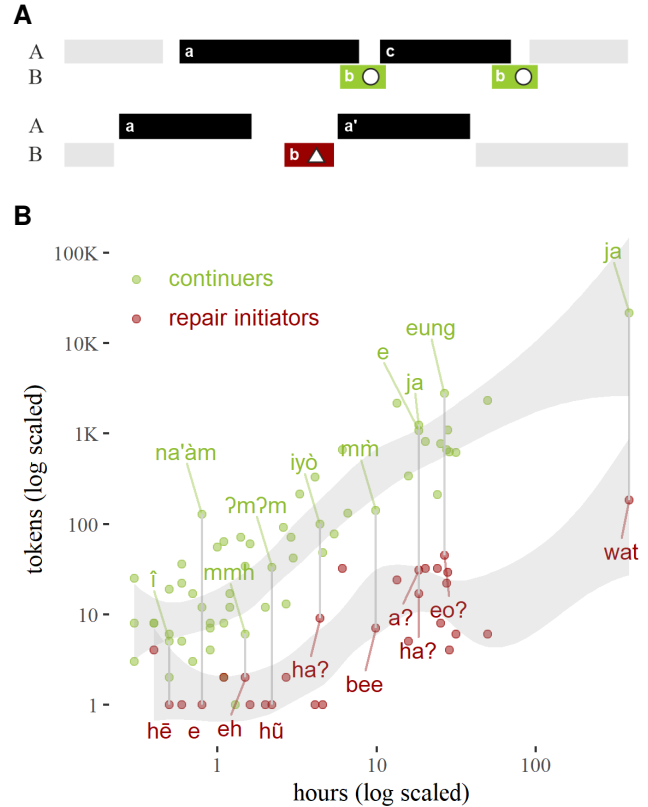 A
A a c
B b b
A a a'
B b
B
100K
10K
1K
100
10
1
tokens (log scaled)
continuers
repair initiators
ja
eung
e
ja
na'àm
iyò
mm̀
ʔmʔm
mmh
î
wat
a? eo?
ha?
ha?
bee
hē e eh hũ
1 10 100
hours (log scaled)